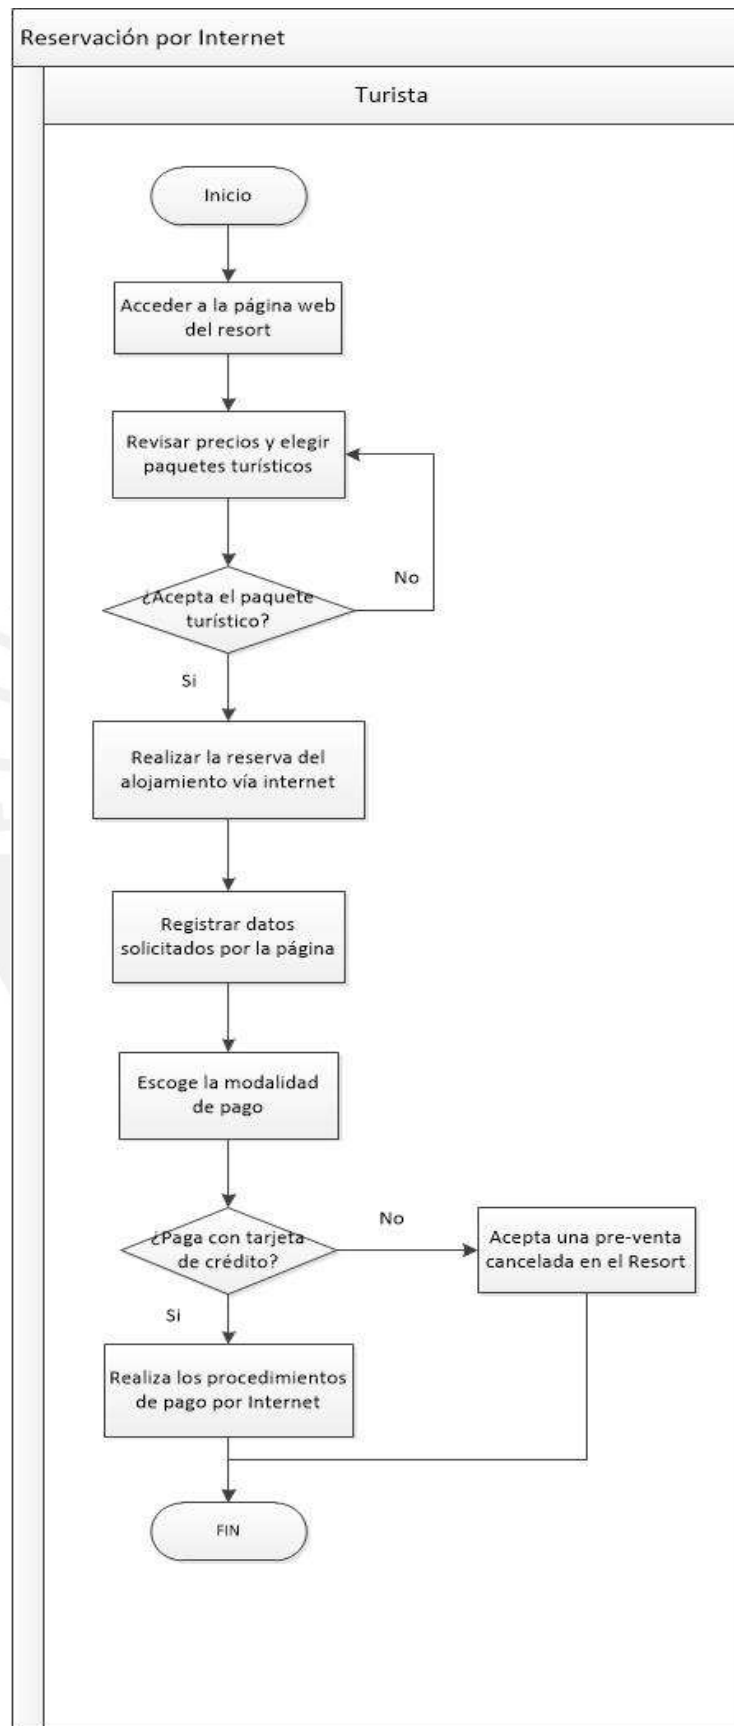 Reservación por Internet
Turista
Inicio
Acceder a la página web
del resort
Revisar precios y elegir
paquetes turísticos
No
¿Acepta el paquete
turístico?
Si
Realizar la reserva del
alojamiento vía internet
Registrar datos
solicitados por la página
Escoge la modalidad
de pago
¿Paga con tarjeta
de crédito?
No
Acepta una pre-venta
cancelada en el Resort
Si
Realiza los procedimientos
de pago por Internet
FIN